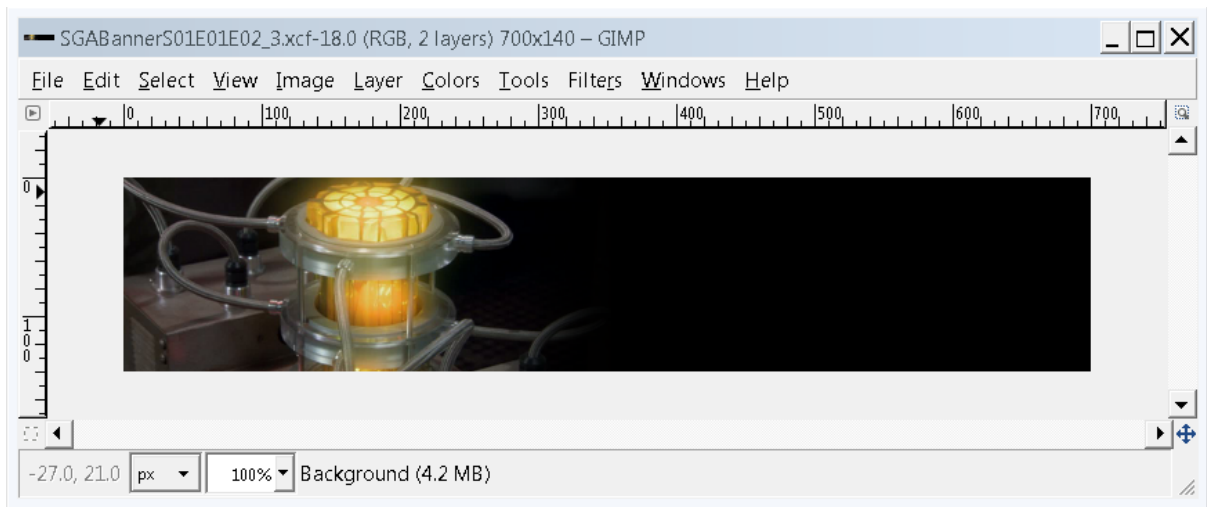 SGABannerS01E01E02_3.xcf-18.0 (RGB, 2 layers) 700x140 – GIMP
File Edit Select View Image Layer Colors Tools Filters Windows Help
0 100 200 300 400 500 600 700
0
100
-27.0, 21.0 px 100% Background (4.2 MB)